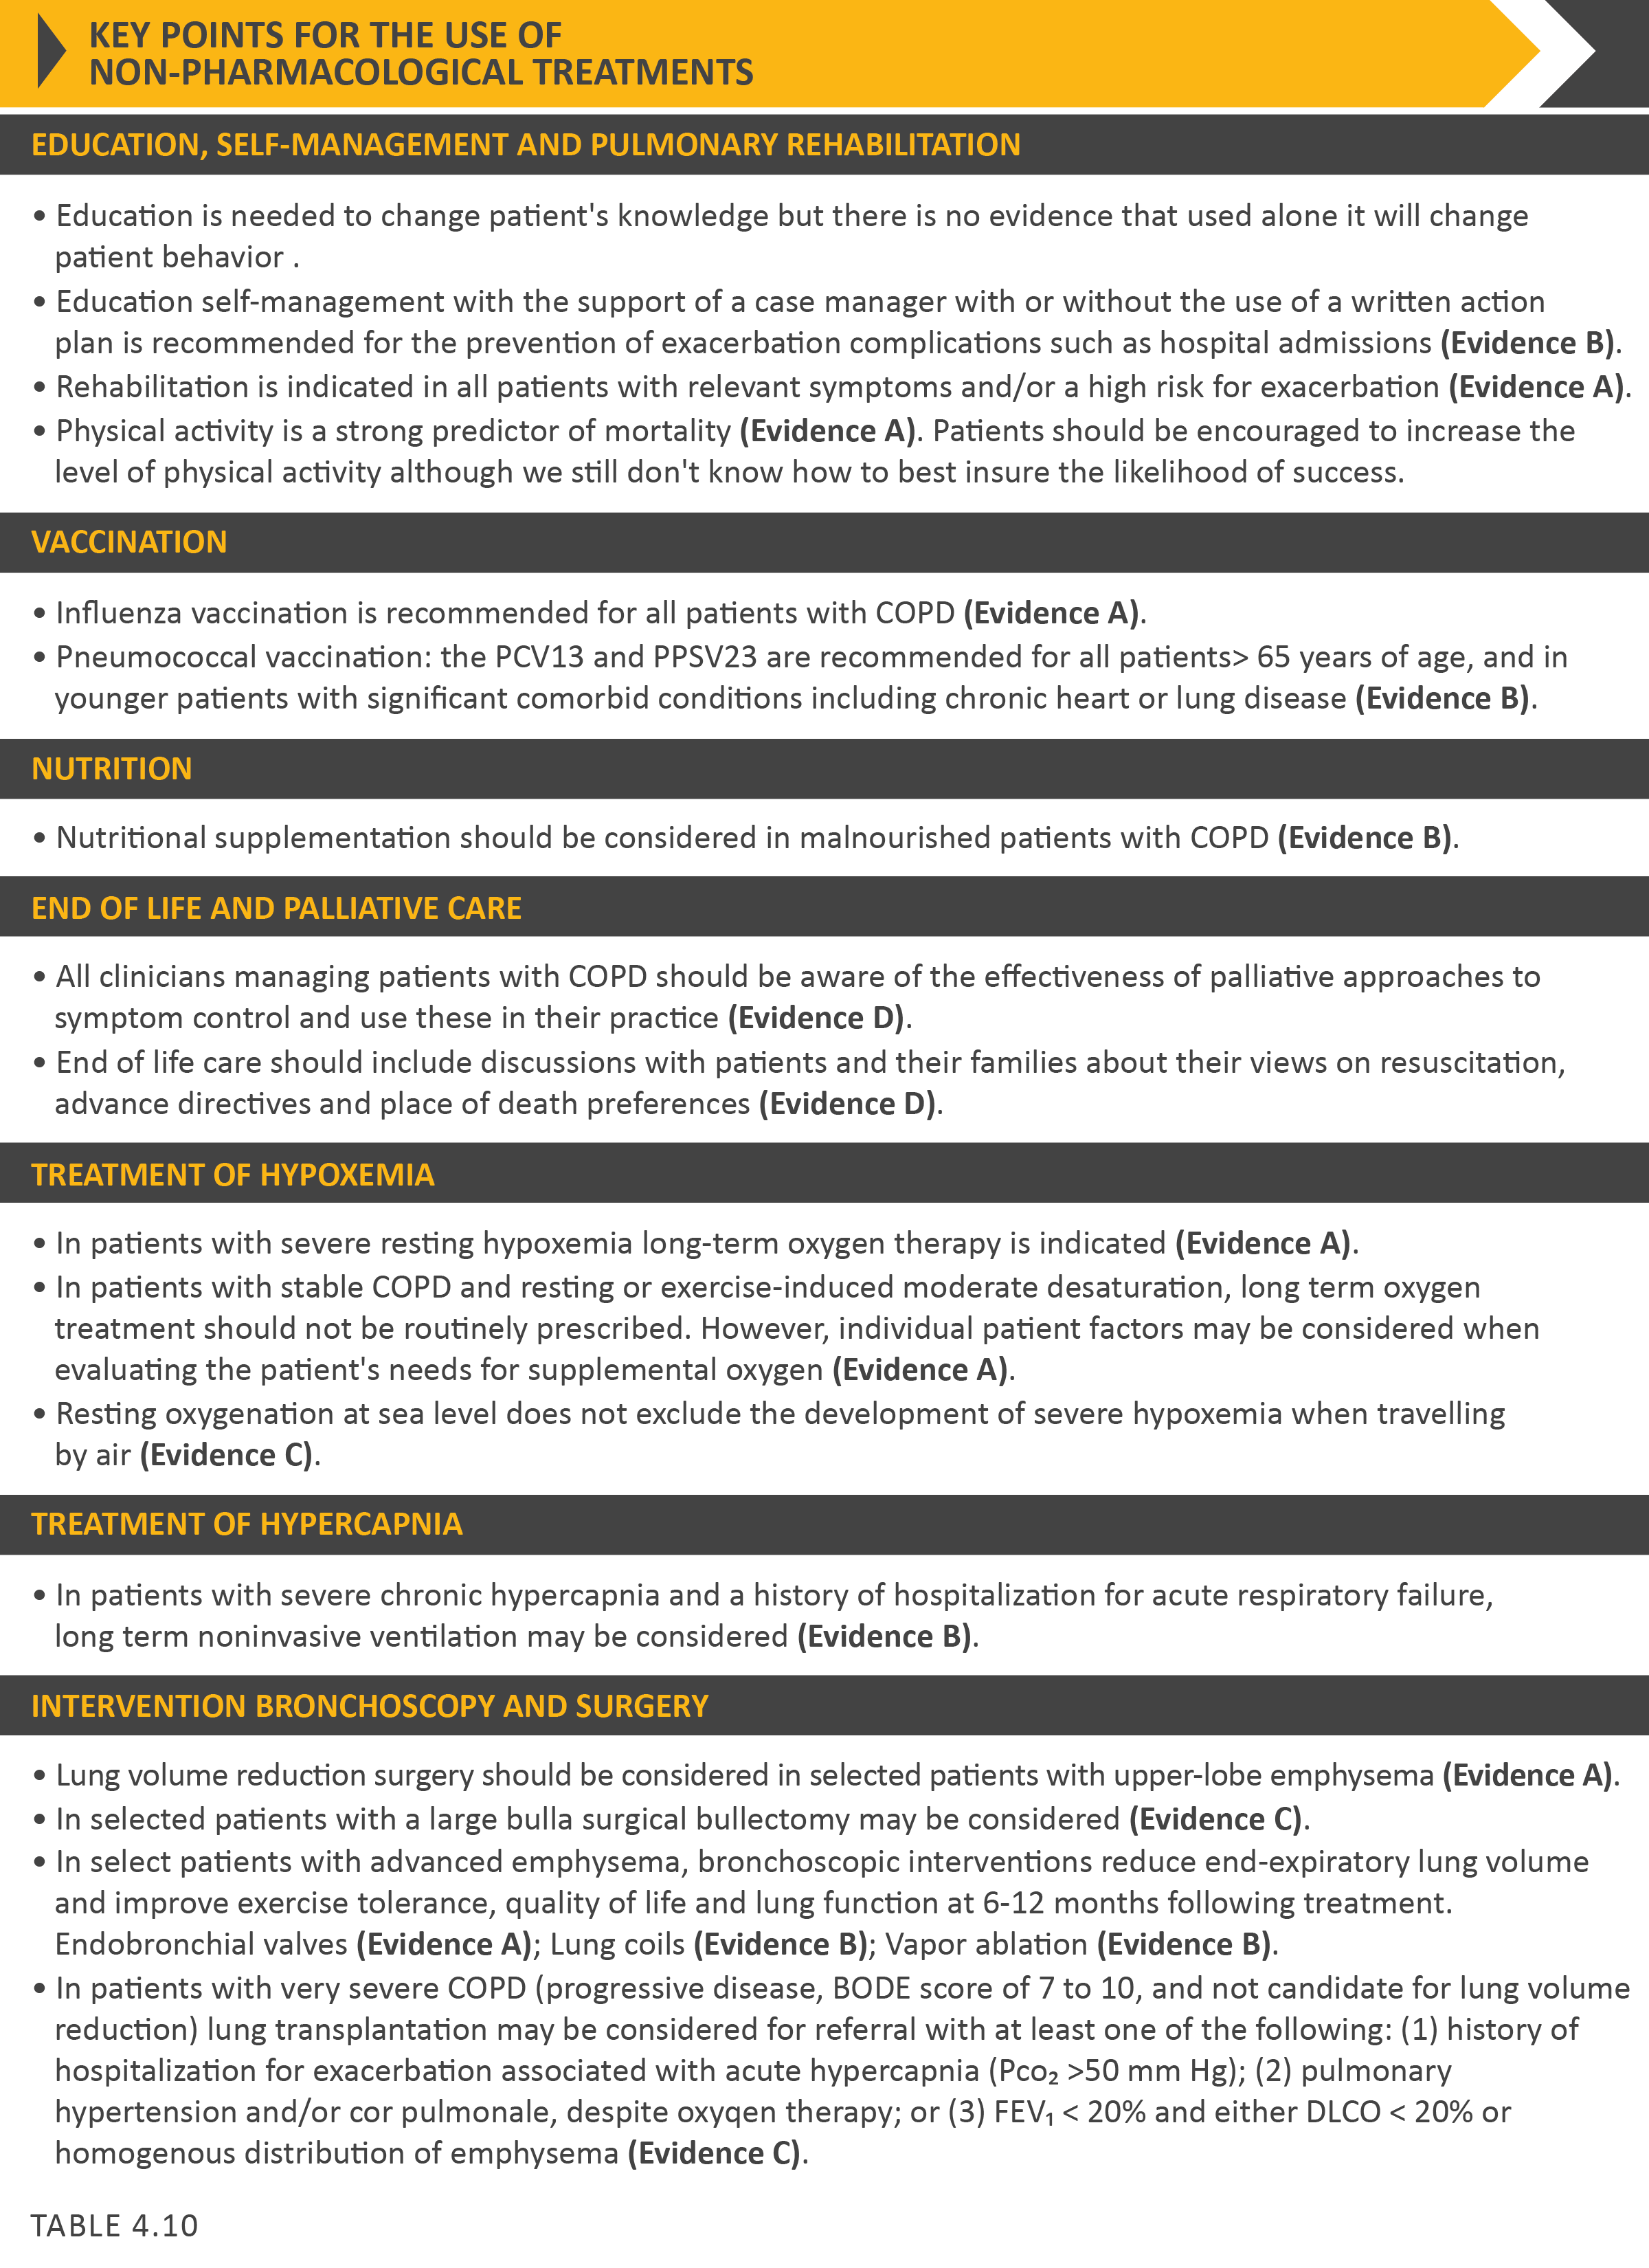 KEY POINTS FOR THE USE OF
NON-PHARMACOLOGICAL TREATMENTS
EDUCATION, SELF-MANAGEMENT AND PULMONARY REHABILITATION
• Education is needed to change patient's knowledge but there is no evidence that used alone it will change
patient behavior .
• Education self-management with the support of a case manager with or without the use of a written action
plan is recommended for the prevention of exacerbation complications such as hospital admissions (Evidence B).
• Rehabilitation is indicated in all patients with relevant symptoms and/or a high risk for exacerbation (Evidence A).
• Physical activity is a strong predictor of mortality (Evidence A). Patients should be encouraged to increase the
level of physical activity although we still don't know how to best insure the likelihood of success.
VACCINATION
• Influenza vaccination is recommended for all patients with COPD (Evidence A).
• Pneumococcal vaccination: the PCV13 and PPSV23 are recommended for all patients> 65 years of age, and in
younger patients with significant comorbid conditions including chronic heart or lung disease (Evidence B).
NUTRITION
• Nutritional supplementation should be considered in malnourished patients with COPD (Evidence B).
END OF LIFE AND PALLIATIVE CARE
• All clinicians managing patients with COPD should be aware of the effectiveness of palliative approaches to
symptom control and use these in their practice (Evidence D).
• End of life care should include discussions with patients and their families about their views on resuscitation,
advance directives and place of death preferences (Evidence D).
TREATMENT OF HYPOXEMIA
• In patients with severe resting hypoxemia long-term oxygen therapy is indicated (Evidence A).
• In patients with stable COPD and resting or exercise-induced moderate desaturation, long term oxygen
treatment should not be routinely prescribed. However, individual patient factors may be considered when
evaluating the patient's needs for supplemental oxygen (Evidence A).
• Resting oxygenation at sea level does not exclude the development of severe hypoxemia when travelling
by air (Evidence C).
TREATMENT OF HYPERCAPNIA
• In patients with severe chronic hypercapnia and a history of hospitalization for acute respiratory failure,
long term noninvasive ventilation may be considered (Evidence B).
INTERVENTION BRONCHOSCOPY AND SURGERY
• Lung volume reduction surgery should be considered in selected patients with upper-lobe emphysema (Evidence A).
• In selected patients with a large bulla surgical bullectomy may be considered (Evidence C).
• In select patients with advanced emphysema, bronchoscopic interventions reduce end-expiratory lung volume
and improve exercise tolerance, quality of life and lung function at 6-12 months following treatment.
Endobronchial valves (Evidence A); Lung coils (Evidence B); Vapor ablation (Evidence B).
• In patients with very severe COPD (progressive disease, BODE score of 7 to 10, and not candidate for lung volume
reduction) lung transplantation may be considered for referral with at least one of the following: (1) history of
hospitalization for exacerbation associated with acute hypercapnia (Pco₂ >50 mm Hg); (2) pulmonary
hypertension and/or cor pulmonale, despite oxyqen therapy; or (3) FEV₁ < 20% and either DLCO < 20% or
homogenous distribution of emphysema (Evidence C).
TABLE 4.10